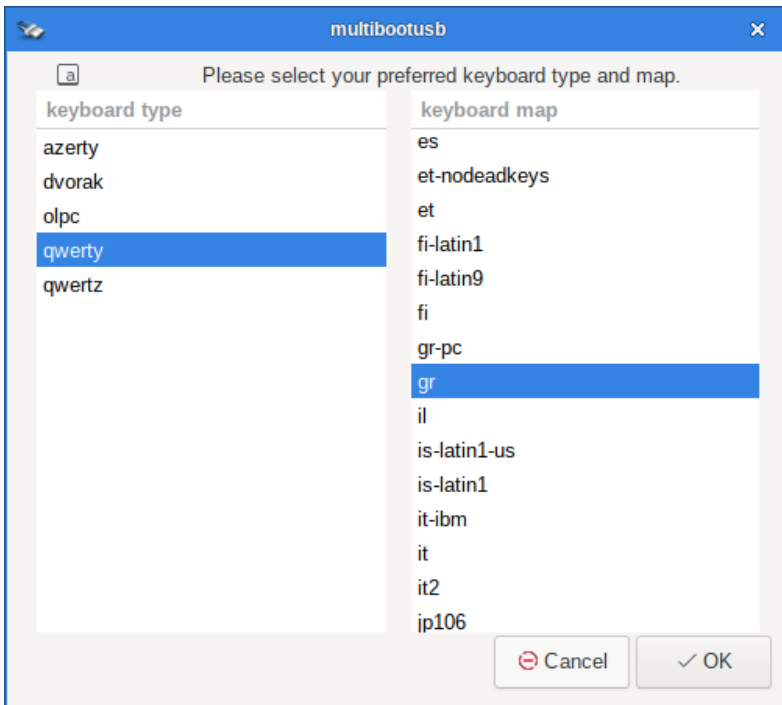 multibootusb
a
Please select your preferred keyboard type and map.
keyboard type
azerty
dvorak
olpc
qwerty
qwertz
keyboard map
es
et-nodeadkeys
et
fi-latin1
fi-latin9
fi
gr-pc
gr
il
is-latin1-us
is-latin1
it-ibm
it
it2
jp106
Cancel
OK